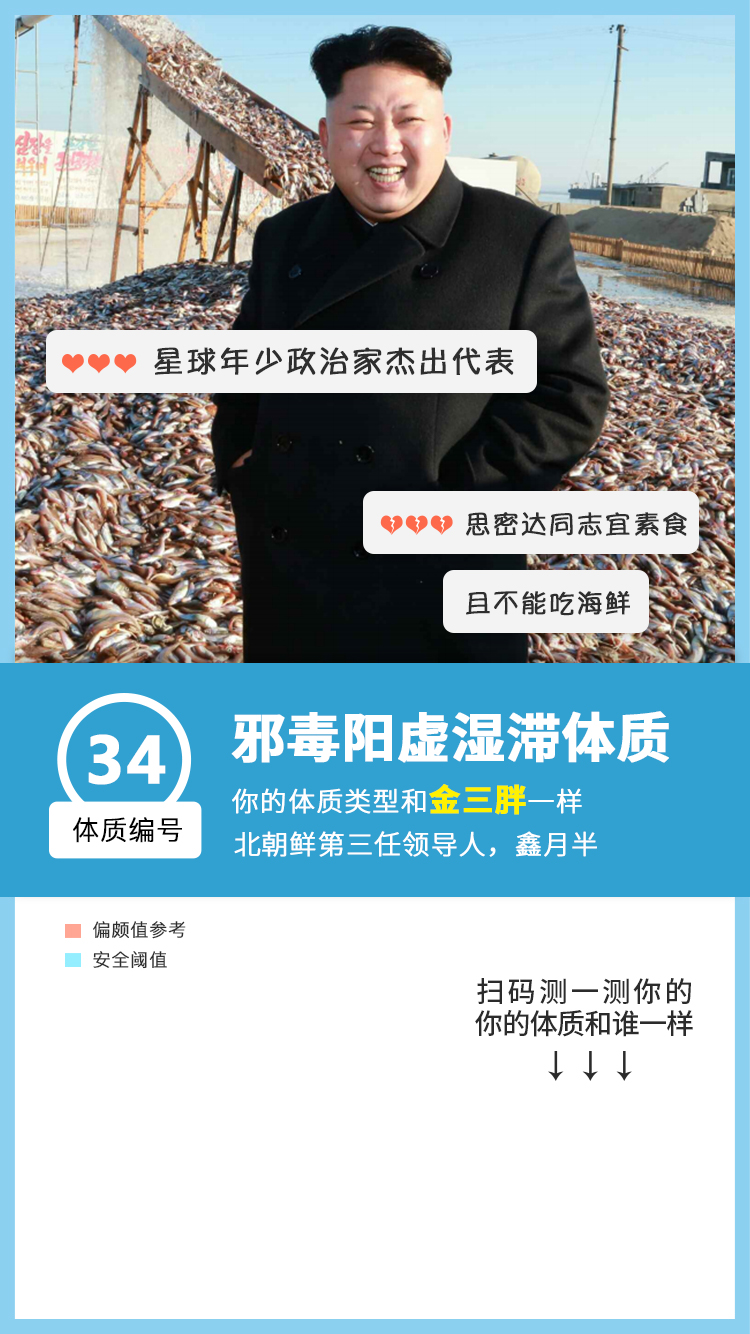 星球年少政治家杰出代表
思密达同志宜素食
且不能吃海鲜
34
体质编号
邪毒阳虚湿滞体质
你的体质类型和金三胖一样
北朝鲜第三任领导人，鑫月半
偏颇值参考
安全阈值
扫码测一测你的
你的体质和谁一样
↓ ↓ ↓